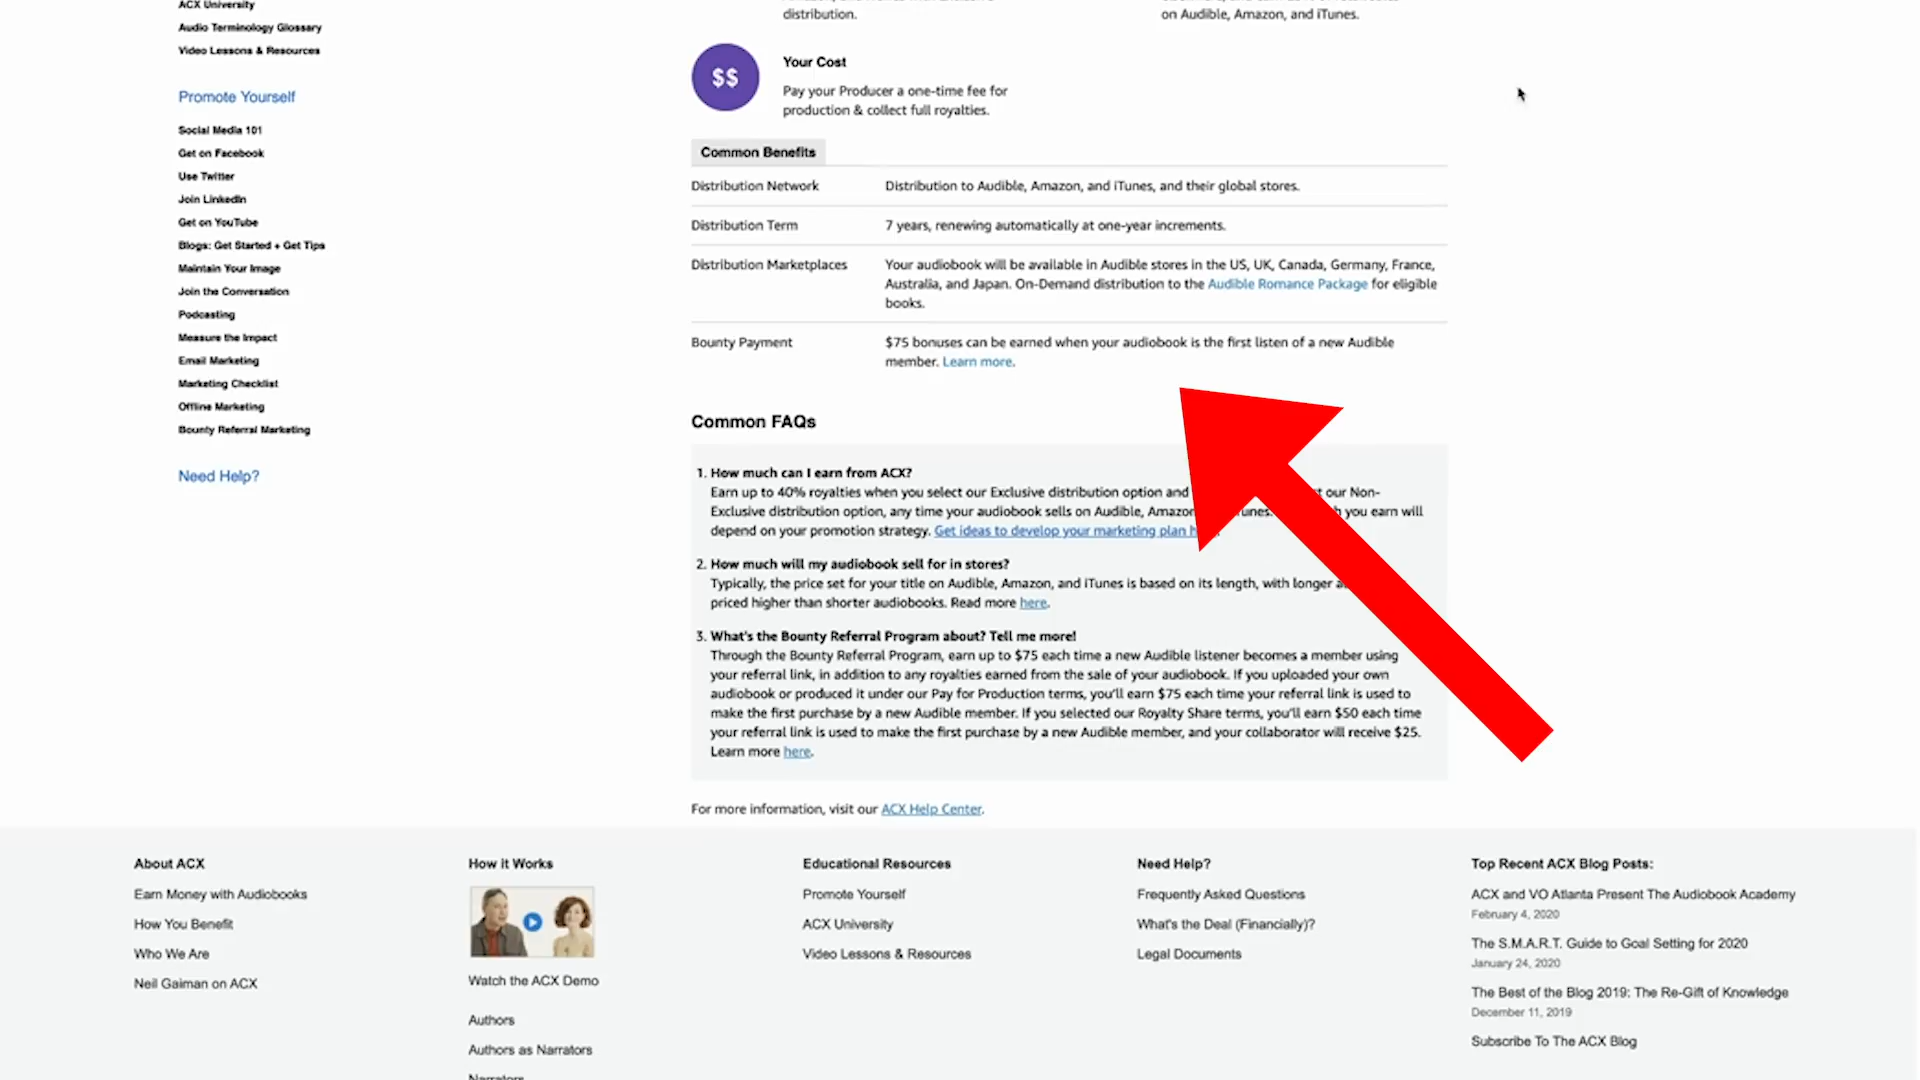 ACX University
Audio Terminology Glossary
Video Lessons & Resources
Promote Yourself
Social Media 101
Get on Facebook
Use Twitter
Join LinkedIn
Get on YouTube
Blogs: Get Started + Get Tips
Maintain Your Image
Join the Conversation
Podcasting
Measure the Impact
Email Marketing
Marketing Checklist
Offline Marketing
Bounty Referral Marketing
Need Help?
distribution.
on Audible, Amazon, and iTunes.
$$
Your Cost
Pay your Producer a one-time fee for
production & collect full royalties.
Common Benefits
Distribution Network
Distribution to Audible, Amazon, and iTunes, and their global stores.
Distribution Term
7 years, renewing automatically at one-year increments.
Distribution Marketplaces
Your audiobook will be available in Audible stores in the US, UK, Canada, Germany, France,
Australia, and Japan. On-Demand distribution to the Audible Romance Package for eligible
books.
Bounty Payment
$75 bonuses can be earned when your audiobook is the first listen of a new Audible
member. Learn more.
Common FAQs
1. How much can I earn from ACX?
Earn up to 40% royalties when you select our Exclusive distribution option and our Non-
Exclusive distribution option, any time your audiobook sells on Audible, you earn will
depend on your promotion strategy. Get ideas to develop your marketing plan
2. How much will my audiobook sell for in stores?
Typically, the price set for your title on Audible, Amazon, and iTunes is based on its length, with longer
priced higher than shorter audiobooks. Read more here.
3. What's the Bounty Referral Program about? Tell me more!
Through the Bounty Referral Program, earn up to $75 each time a new Audible listener becomes a member using
your referral link, in addition to any royalties earned from the sale of your audiobook. If you uploaded your own
audiobook or produced it under our Pay for Production terms, you'll earn $75 each time your referral link is used to
make the first purchase by a new Audible member. If you selected our Royalty Share terms, you'll earn $50 each time
your referral link is used to make the first purchase by a new Audible member, and your collaborator will receive $25.
Learn more here.
For more information, visit our ACX Help Center.
About ACX
Earn Money with Audiobooks
How You Benefit
Who We Are
Neil Gaiman on ACX
How it Works
Watch the ACX Demo
Authors
Authors as Narrators
Narrators
Educational Resources
Promote Yourself
ACX University
Video Lessons & Resources
Need Help?
Frequently Asked Questions
What's the Deal (Financially)?
Legal Documents
Top Recent ACX Blog Posts:
ACX and VO Atlanta Present The Audiobook Academy
February 4, 2020
The S.M.A.R.T. Guide to Goal Setting for 2020
January 24, 2020
The Best of the Blog 2019: The Re-Gift of Knowledge
December 11, 2019
Subscribe To The ACX Blog